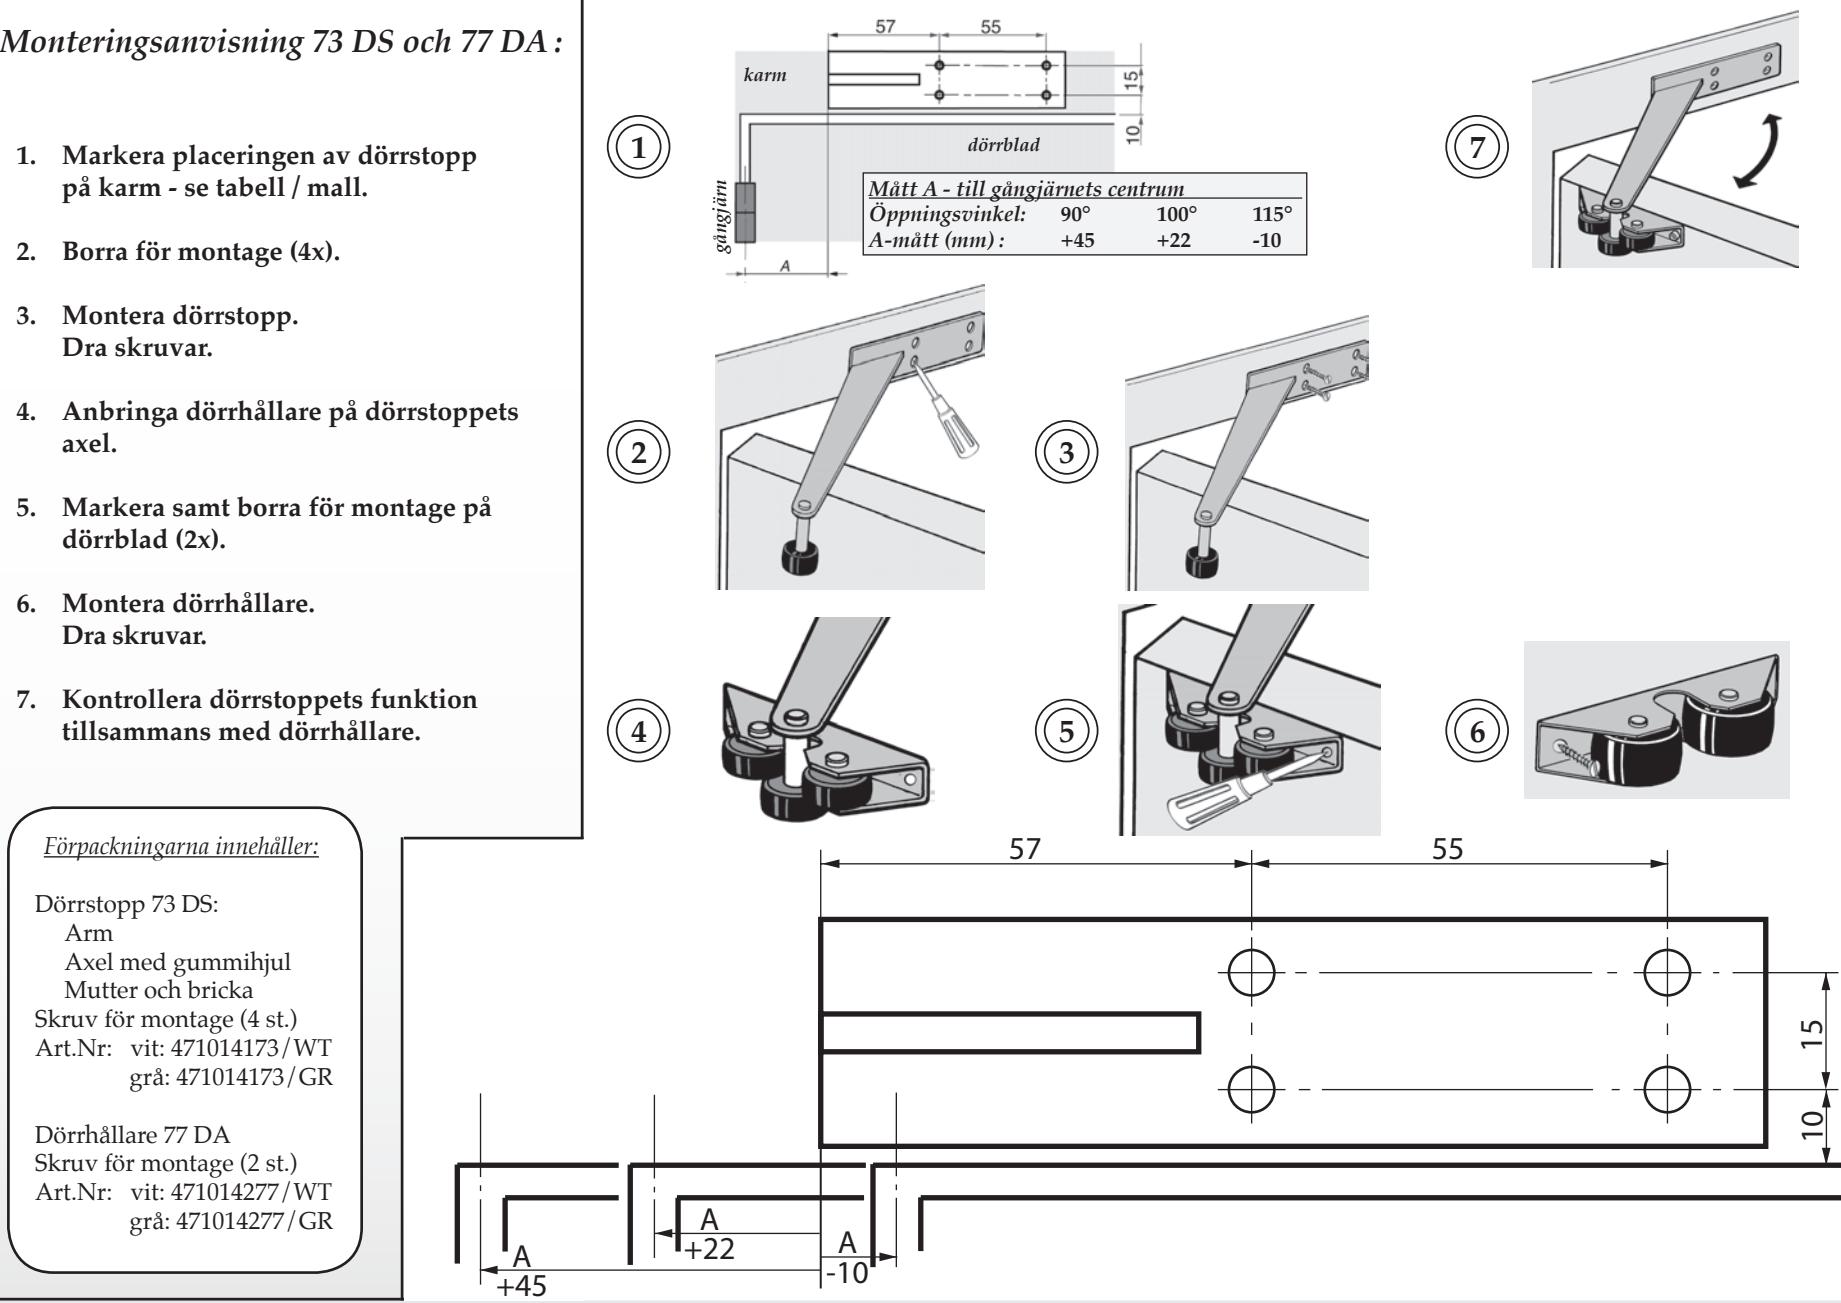 Monteringsanvisning 73 DS och 77 DA :
1. Markera placeringen av dörrstopp
på karm - se tabell / mall.
2. Borra för montage (4x).
3. Montera dörrstopp.
Dra skruvar.
4. Anbringa dörrhållare på dörrstoppets
axel.
5. Markera samt borra för montage på
dörrblad (2x).
6. Montera dörrhållare.
Dra skruvar.
7. Kontrollera dörrstoppets funktion
tillsammans med dörrhållare.
Förpackningarna innehåller:
Dörrstopp 73 DS:
Arm
Axel med gummihjul
Mutter och bricka
Skruv för montage (4 st.)
Art.Nr: vit: 471014173/WT
grå: 471014173/GR
Dörrhållare 77 DA
Skruv för montage (2 st.)
Art.Nr: vit: 471014277/WT
grå: 471014277/GR
1
57 55
karm
15
10
dörrblad
gångjärn
A
Mått A - till gångjärnets centrum
Öppningsvinkel: 90° 100° 115°
A-mått (mm) : +45 +22 -10
7
2
3
4
5
6
57 55
15
10
A
+22
A
-10
A
+45